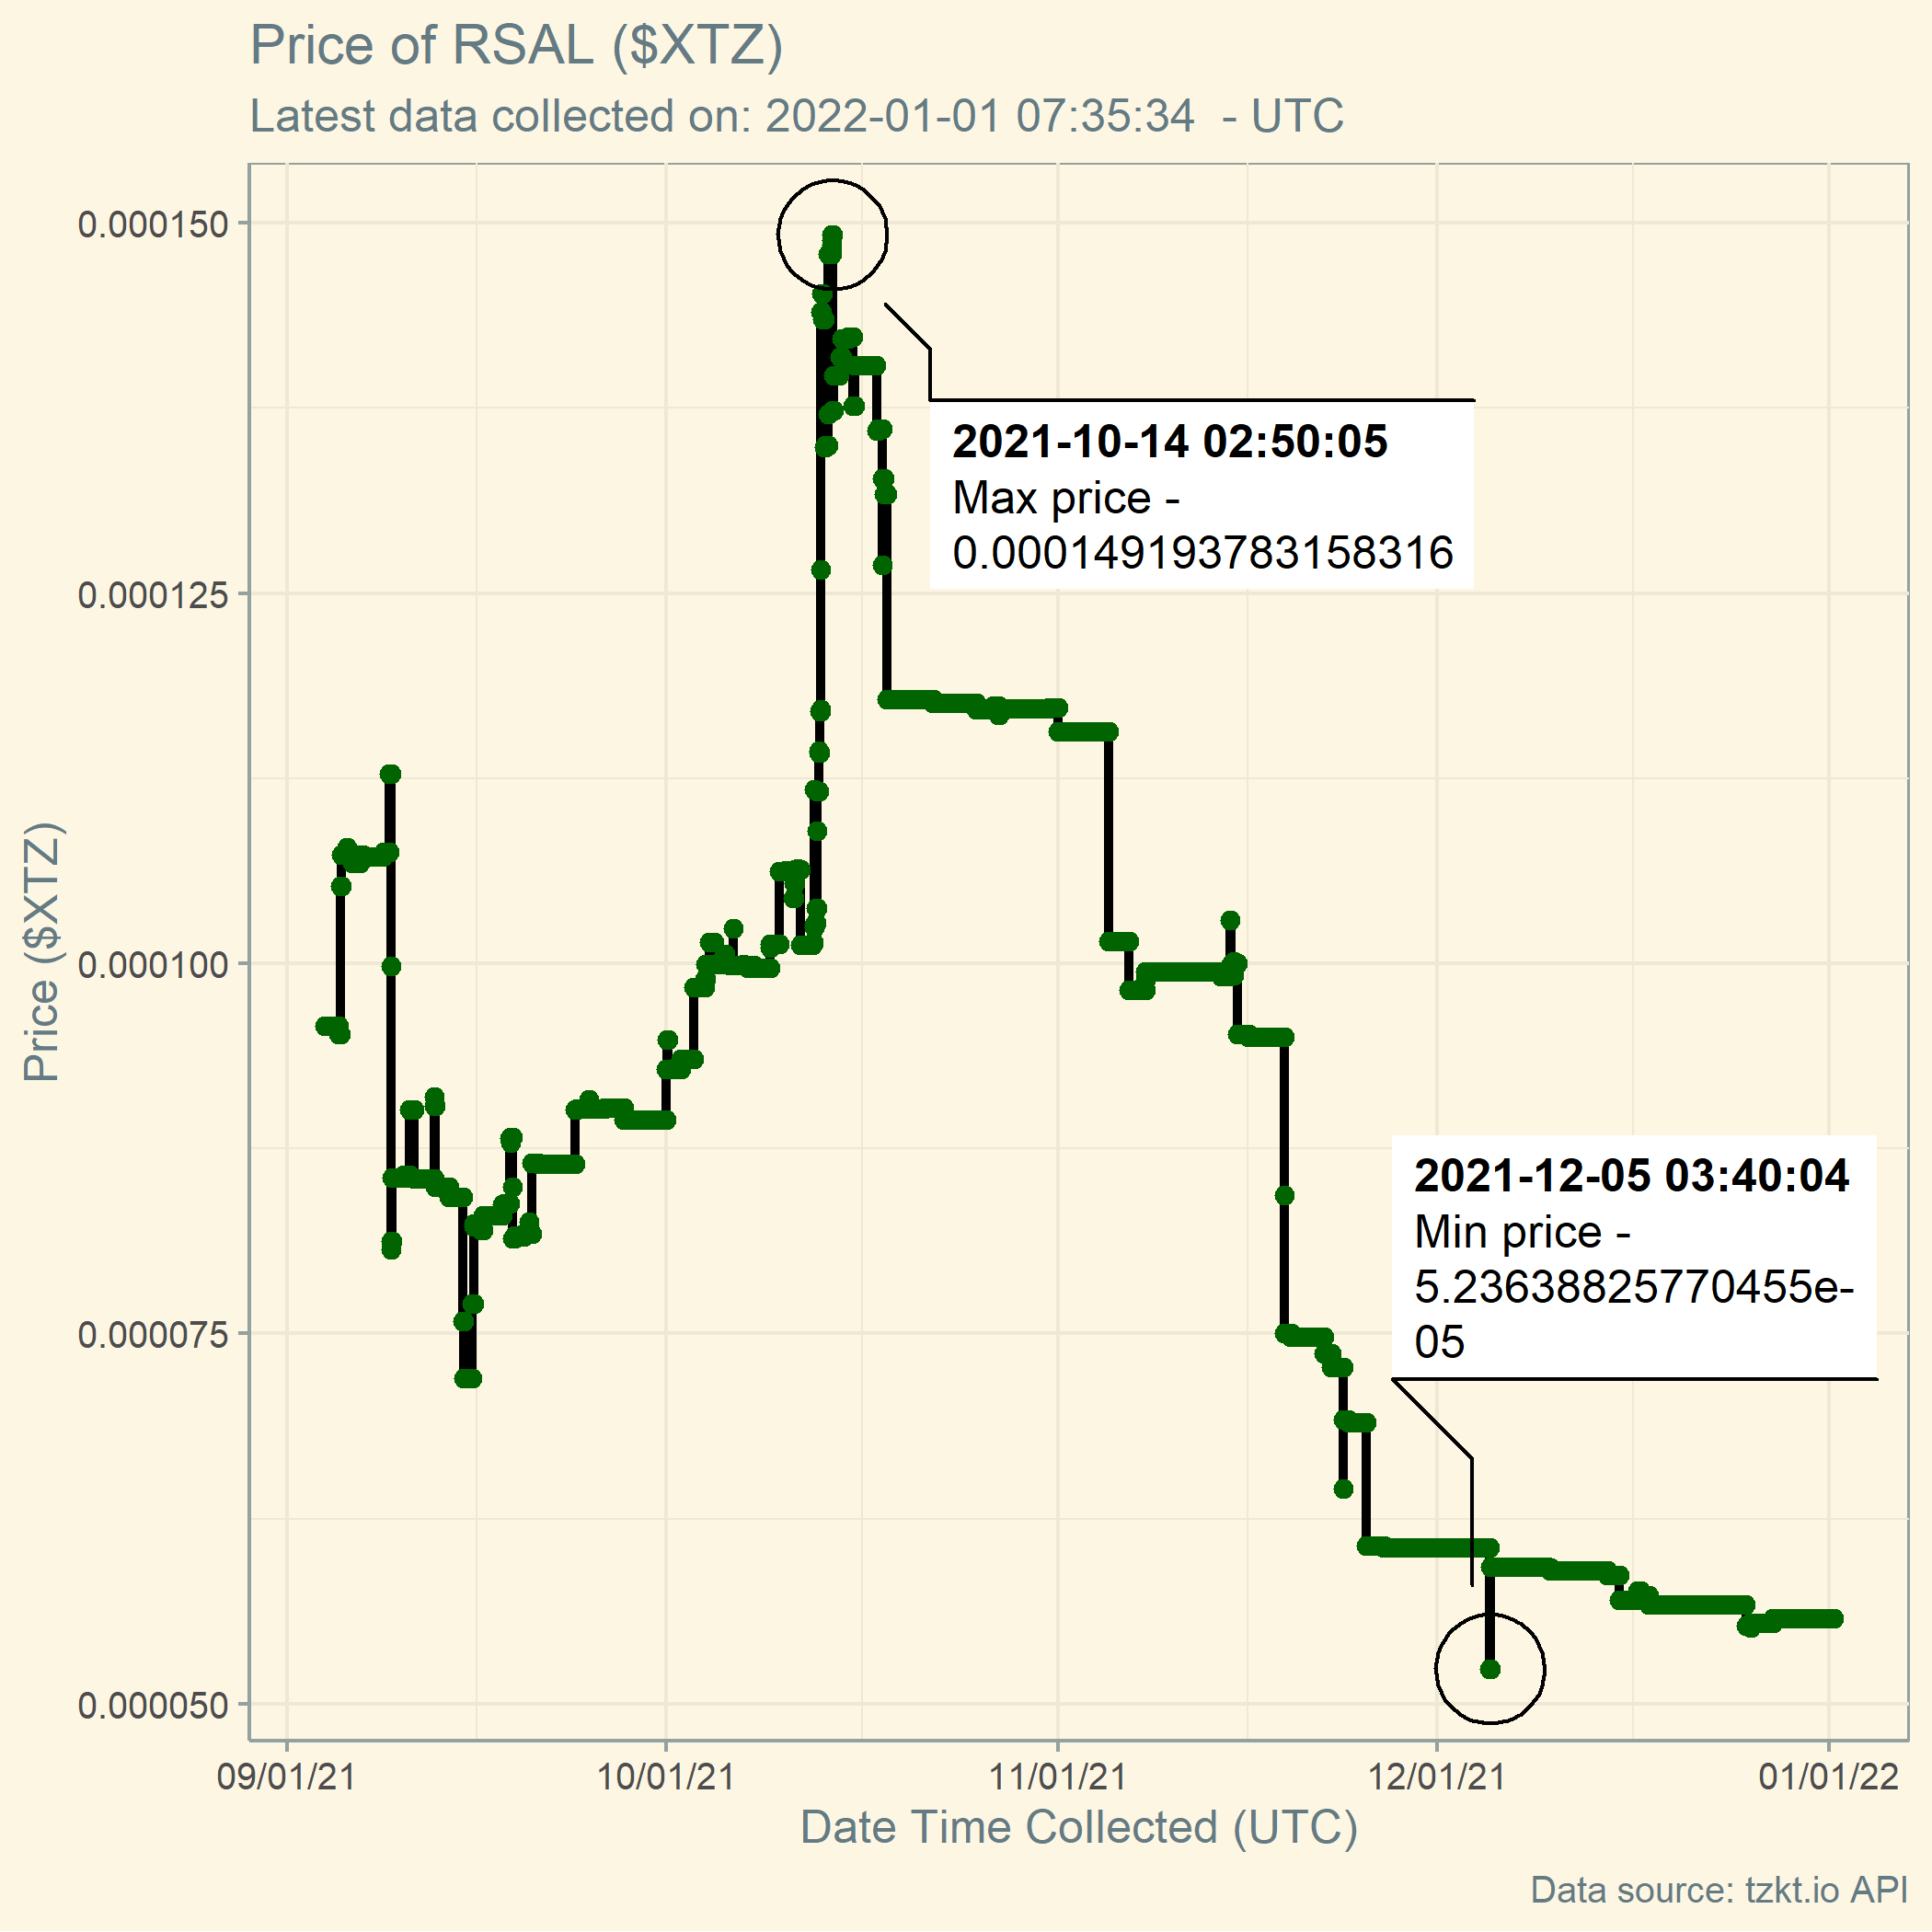 Price of RSAL ($XTZ)
Latest data collected on: 2022-01-01 07:35:34  - UTC
0.000150
0.000125
0.000100
0.000075
0.000050
Price ($XTZ)
2021-10-14 02:50:05
Max price -
0.000149193783158316
2021-12-05 03:40:04
Min price -
5.23638825770455e-
05
09/01/21
10/01/21
11/01/21
12/01/21
01/01/22
Date Time Collected (UTC)
Data source: tzkt.io API